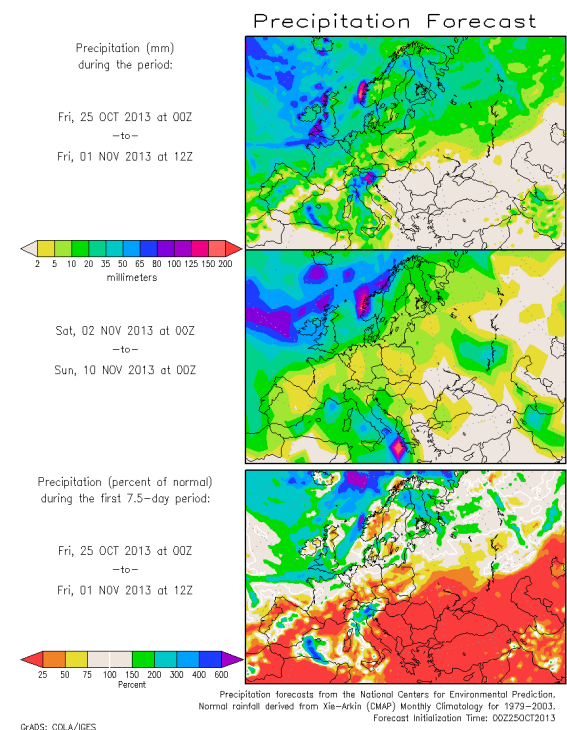 Precipitation Forecast
Precipitation (mm)
during the period:
Fri, 25 OCT 2013 at 00Z
—to—
Fri, 01 NOV 2013 at 12Z
2 5 10 20 35 50 65 80 100 125 150 200
millimeters
Sat, 02 NOV 2013 at 00Z
—to—
Sun, 10 NOV 2013 at 00Z
Precipitation (percent of normal)
during the first 7.5-day period:
Fri, 25 OCT 2013 at 00Z
—to—
Fri, 01 NOV 2013 at 12Z
25 50 75 100 100 150 200 300 400 600
Percent
Precipitation forecasts from the National Centers for Environmental Prediction.
Normal rainfall derived from Xie-Arkin (CMAP) Monthly Climatology for 1979-2003.
Forecast Initialization Time: 00Z25OCT2013
GrADS: COLA/IGES